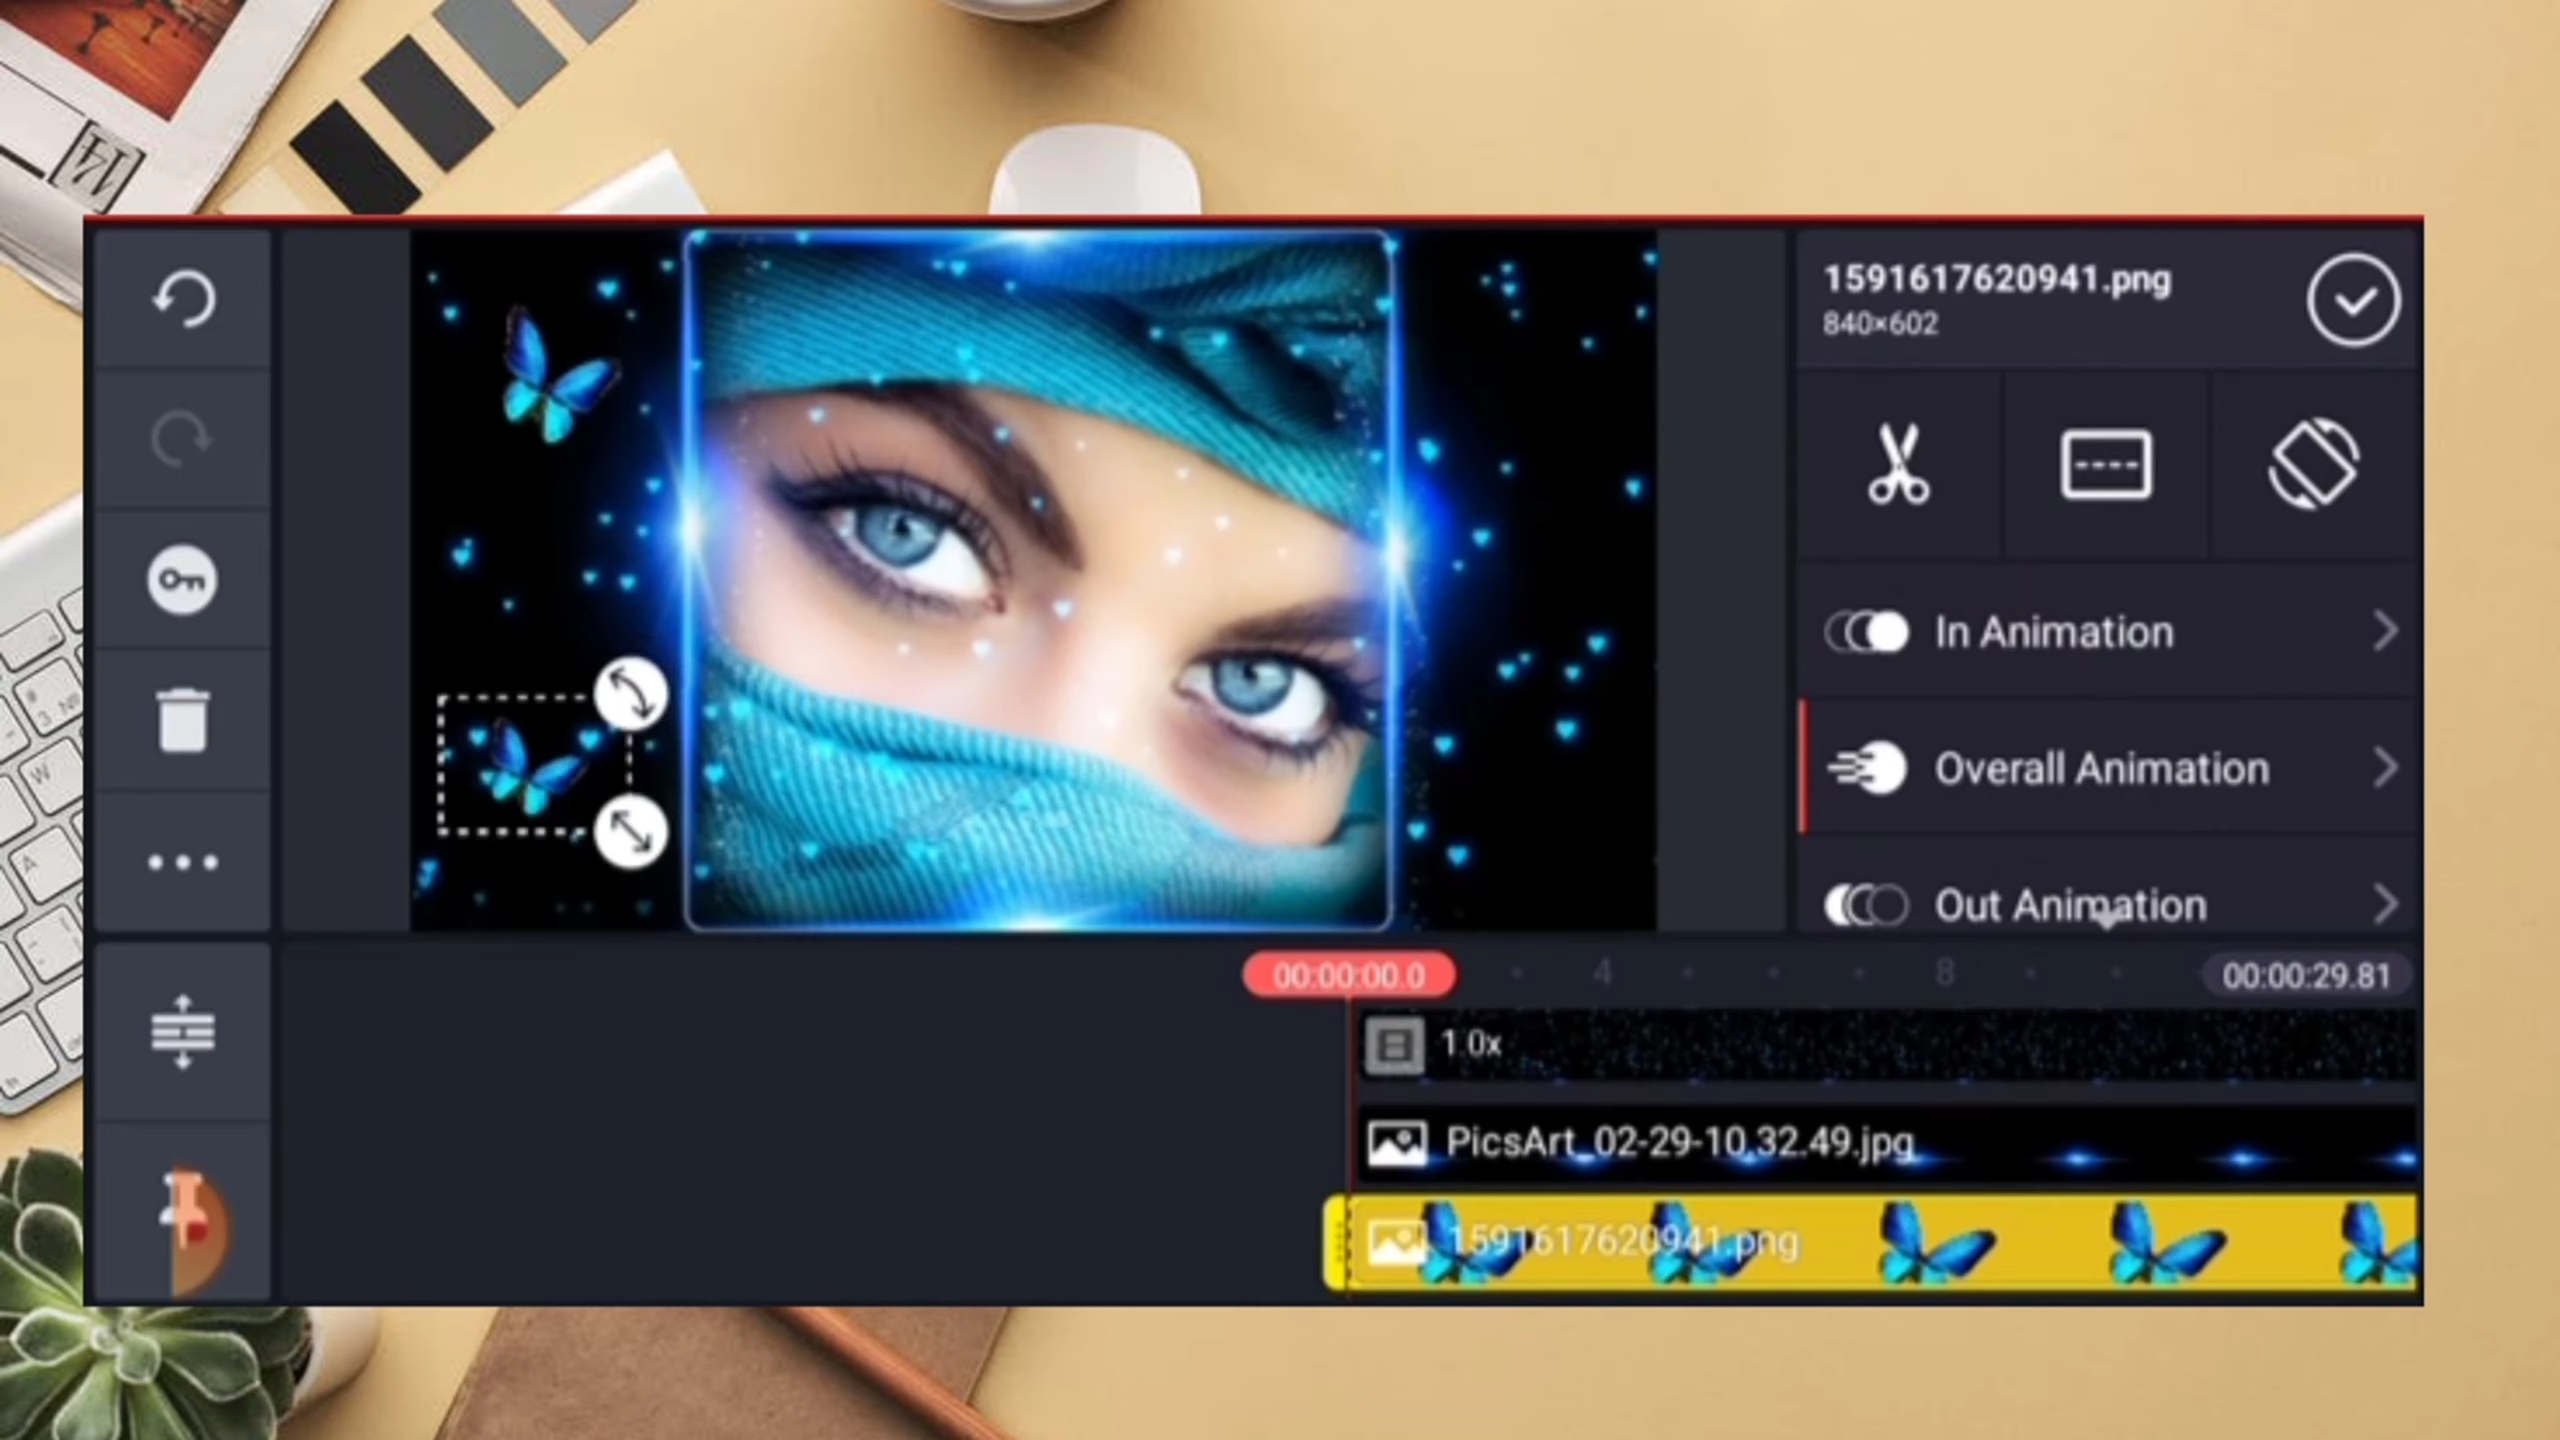 1591617620941.png
840×602
In Animation
Overall Animation
Out Animation
00:00:00.0
4
8
00:00:29.81
1.0x
PicsArt_02-29-10,32.49.jpg
1591617620941.png